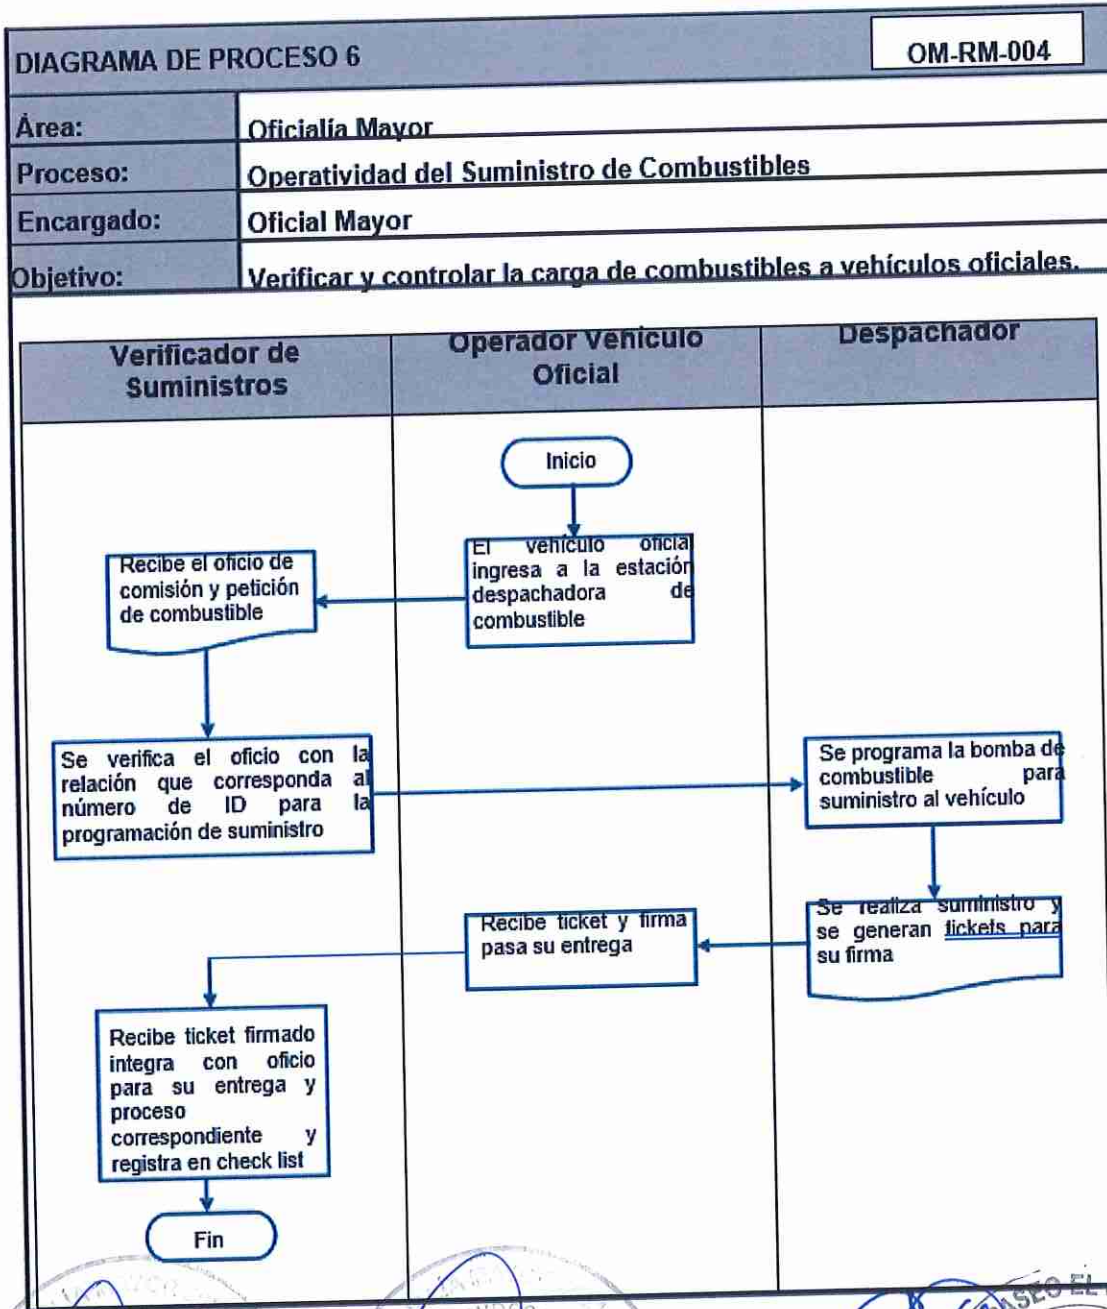 DIAGRAMA DE PROCESO 6
OM-RM-004
Área:
Oficialía Mayor
Proceso:
Operatividad del Suministro de Combustibles
Encargado:
Oficial Mayor
Objetivo:
Verificar y controlar la carga de combustibles a vehículos oficiales.
Verificador de
Suministros
Operador Vehículo
Oficial
Despachador
Inicio
El vehículo oficial
ingresa a la estación
despachadora de
combustible
Recibe el oficio de
comisión y petición
de combustible
Se verifica el oficio con la
relación que corresponda al
número de ID para la
programación de suministro
Se programa la bomba de
combustible para
suministro al vehículo
Se realiza suministro y
se generan tickets para
su firma
Recibe ticket y firma
pasa su entrega
Recibe ticket firmado
integra con oficio
para su entrega y
proceso
correspondiente y
registra en check list
Fin